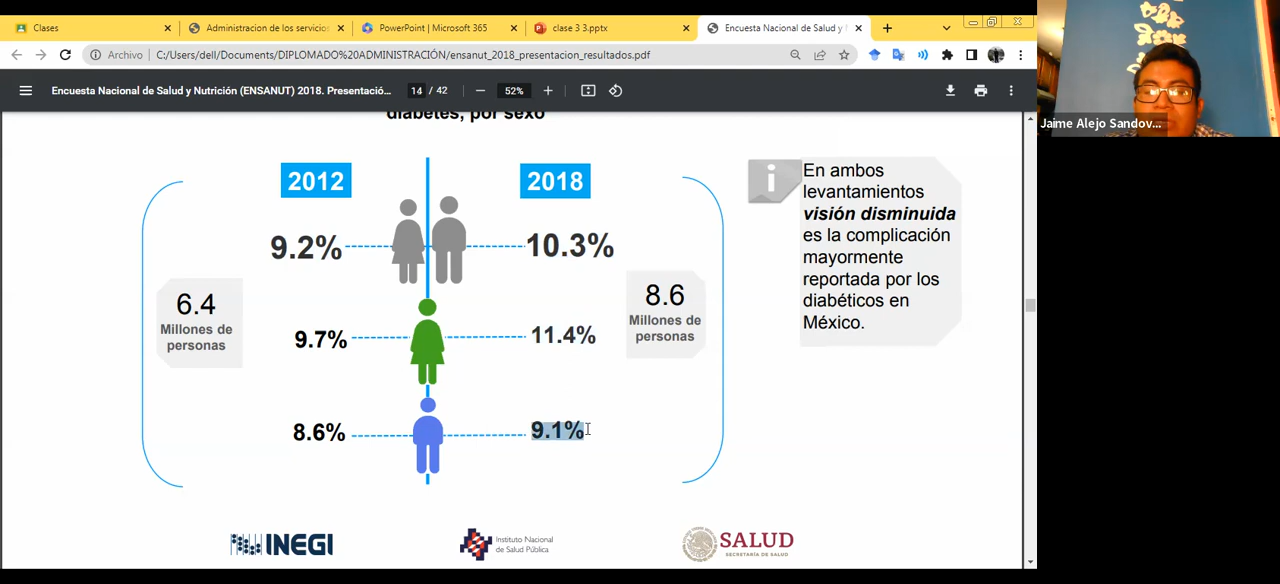 Clases
Administracion de los servicios
PowerPoint | Microsoft 365
clase 3 3.pptx
Encuesta Nacional de Salud y
Archivo
C:/Users/dell/Documents/DIPLOMADO%20ADMINISTRACIÓN/ensanut_2018_presentacion_resultados.pdf
Encuesta Nacional de Salud y Nutrición (ENSANUT) 2018. Presentació...
14 / 42
52%
diabetes, por sexo
2012
2018
9.2%
10.3%
6.4
Millones de
personas
8.6
Millones de
personas
9.7%
11.4%
8.6%
9.1%
i
En ambos
levantamientos
visión disminuida
es la complicación
mayormente
reportada por los
diabéticos en
México.
INEGI
Instituto Nacional
de Salud Pública
SALUD
SECRETARÍA DE SALUD
Jaime Alejo Sandov...